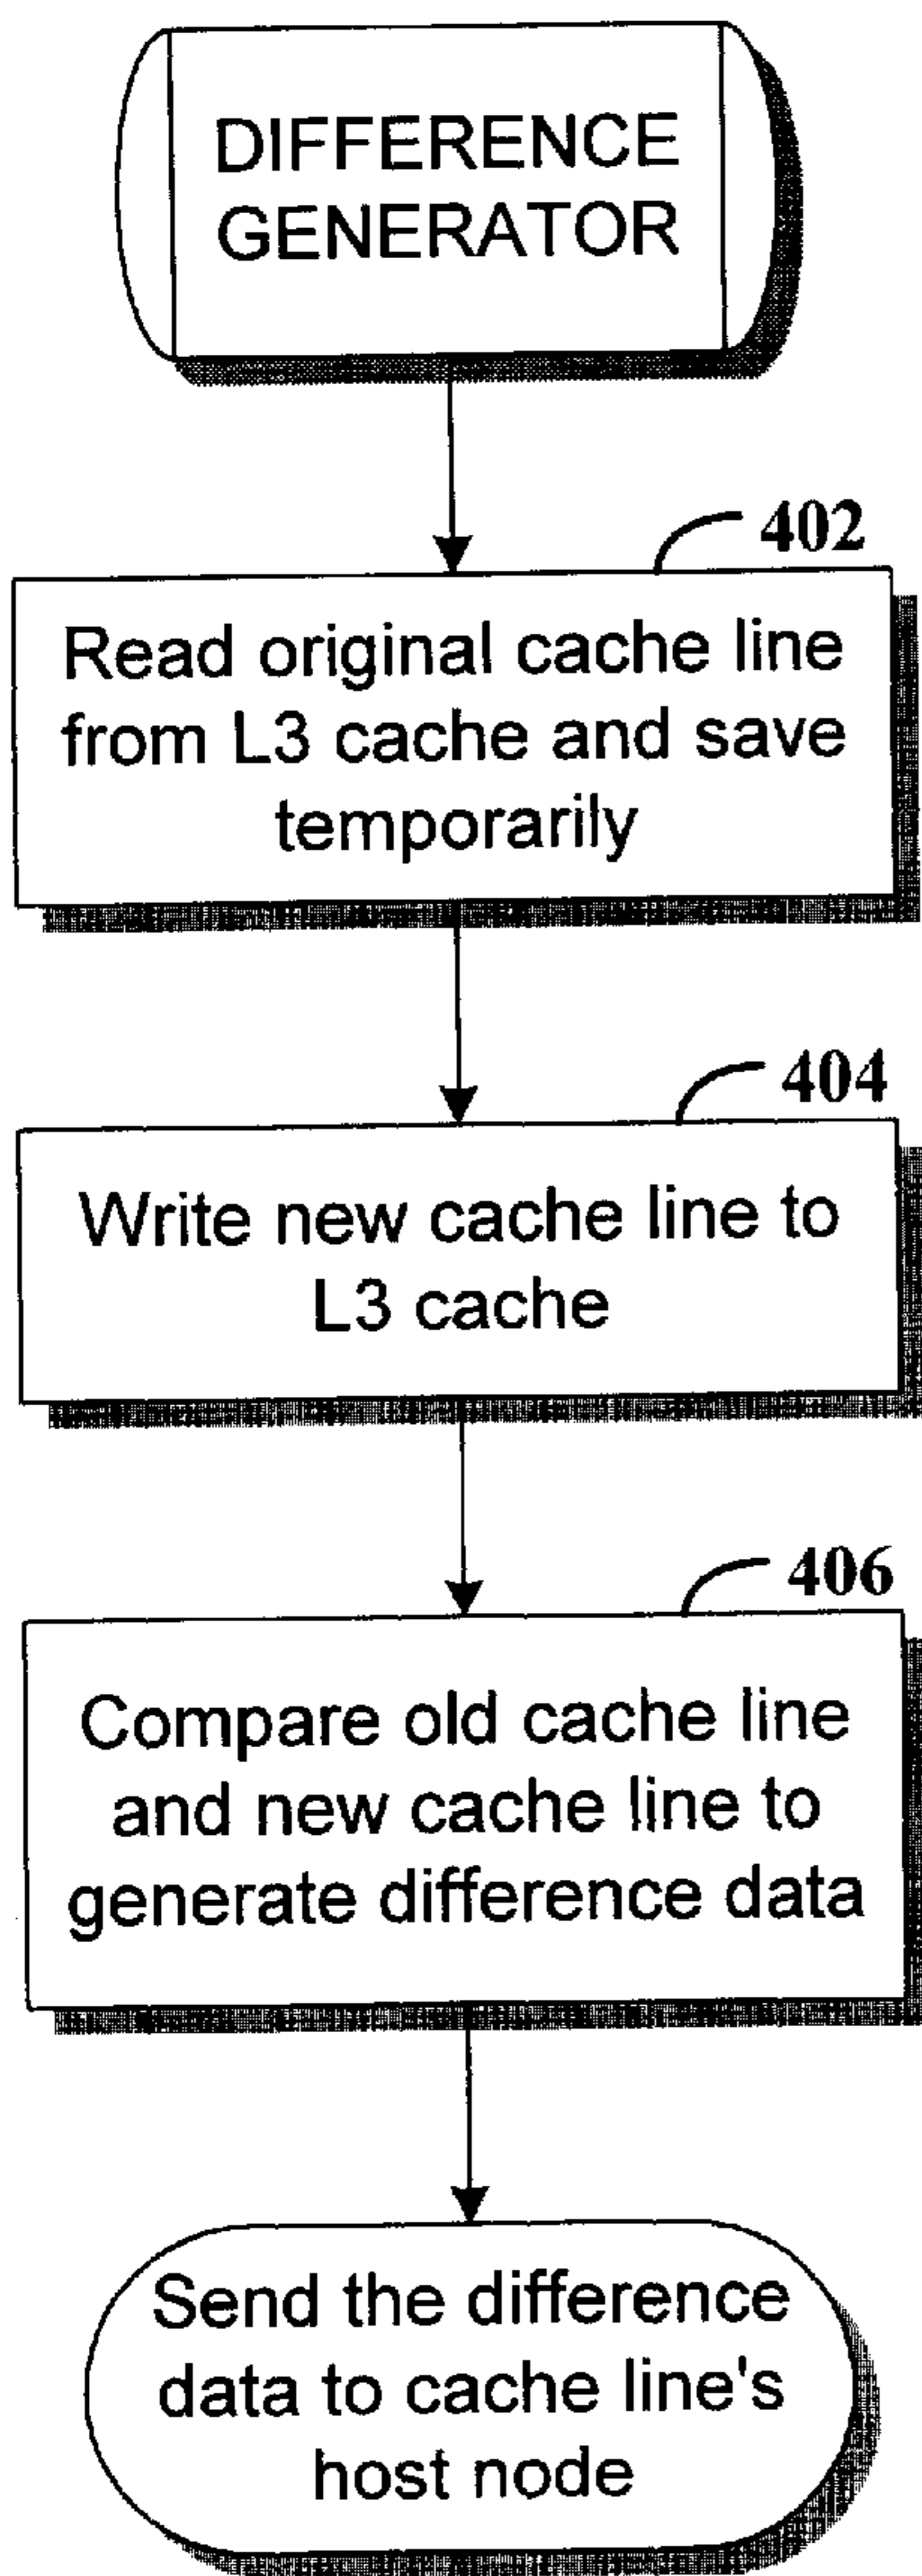 DIFFERENCE
GENERATOR
402
Read original cache line
from L3 cache and save
temporarily
404
Write new cache line to
L3 cache
406
Compare old cache line
and new cache line to
generate difference data
Send the difference
data to cache line's
host node